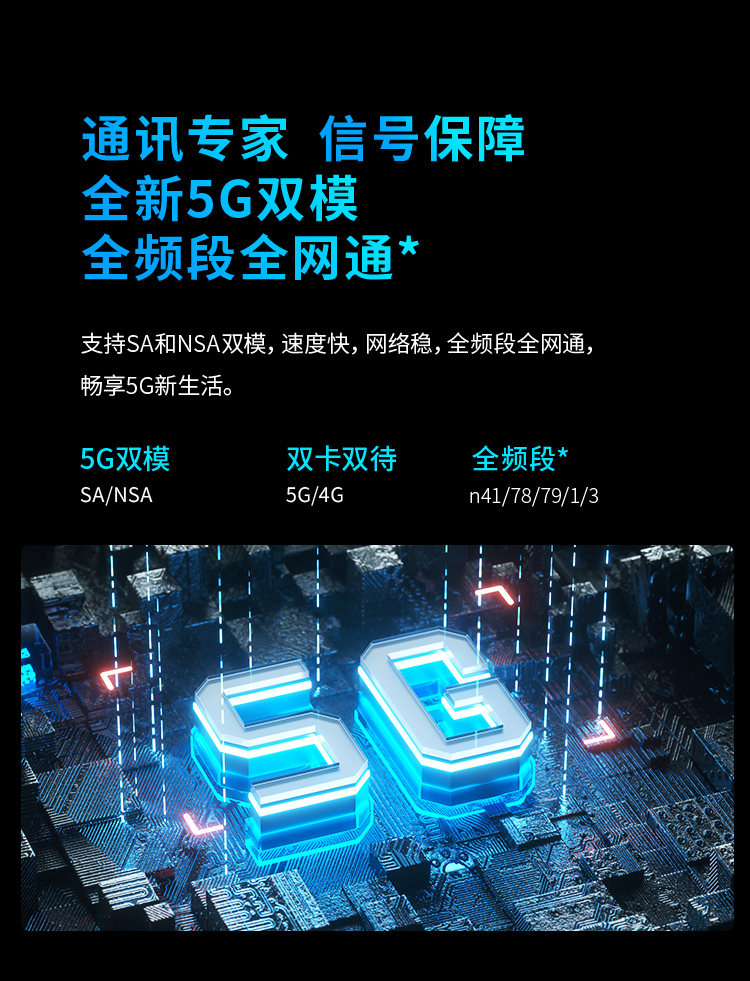 通讯专家 信号保障
全新5G双模
全频段全网通*
支持SA和NSA双模，速度快，网络稳，全频段全网通，
畅享5G新生活。
5G双模 双卡双待 全频段*
SA/NSA 5G/4G n41/78/79/1/3
5G